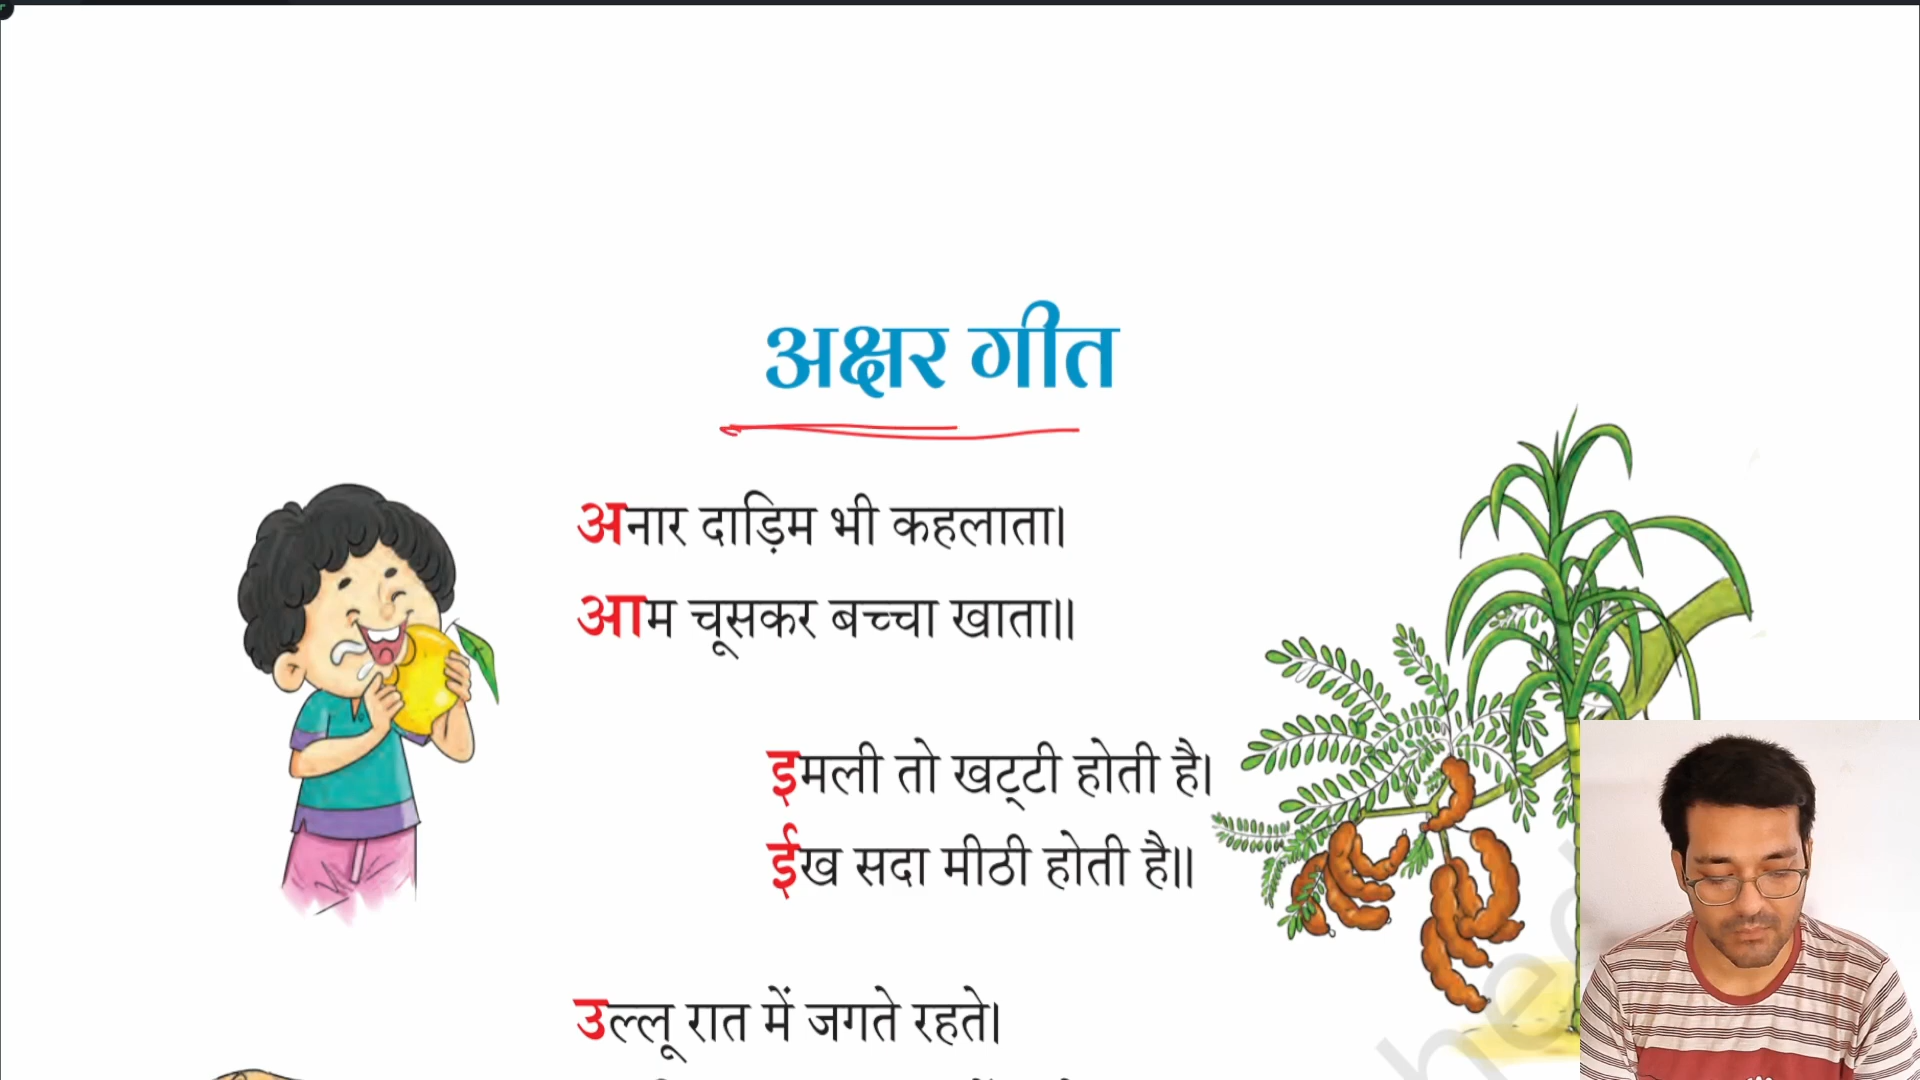 अक्षर गीत
अनार दाड़िम भी कहलाता।
आम चूसकर बच्चा खाता॥
इमली तो खट्‌टी होती है।
ईख सदा मीठी होती है॥
उल्लू रात में जगते रहते।